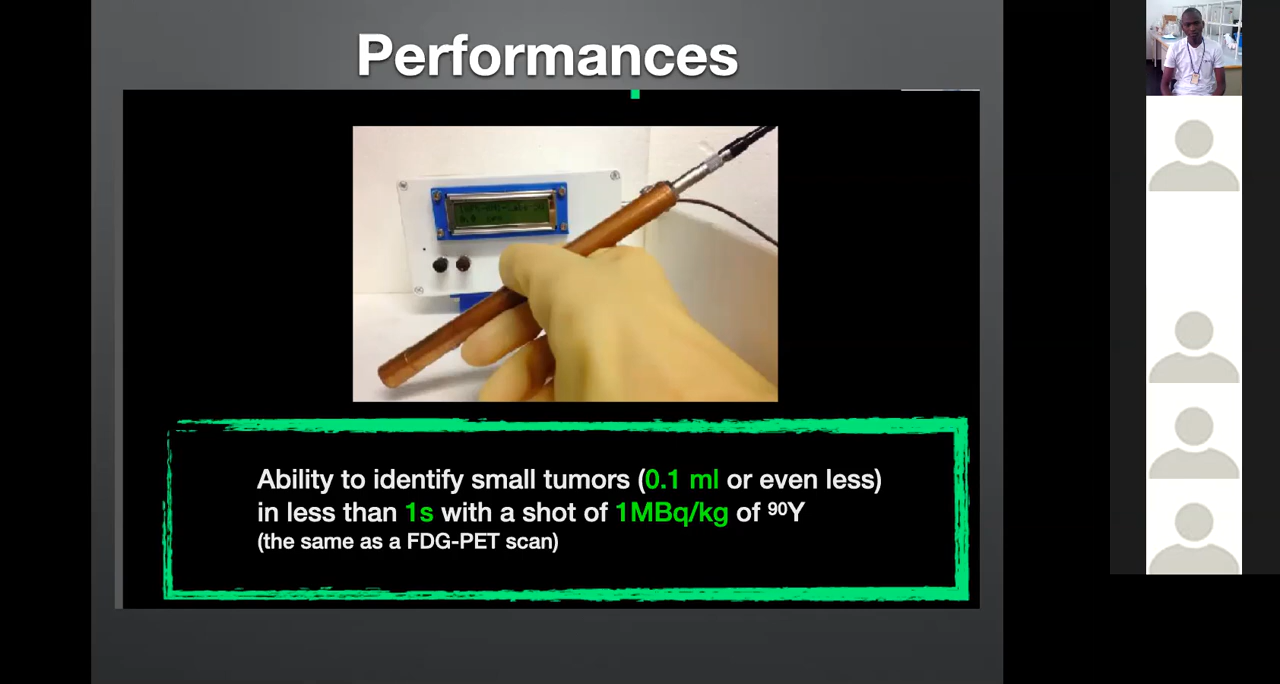 Performances
Ability to identify small tumors (0.1 ml or even less)
in less than 1s with a shot of 1MBq/kg of ⁹⁰Y
(the same as a FDG-PET scan)